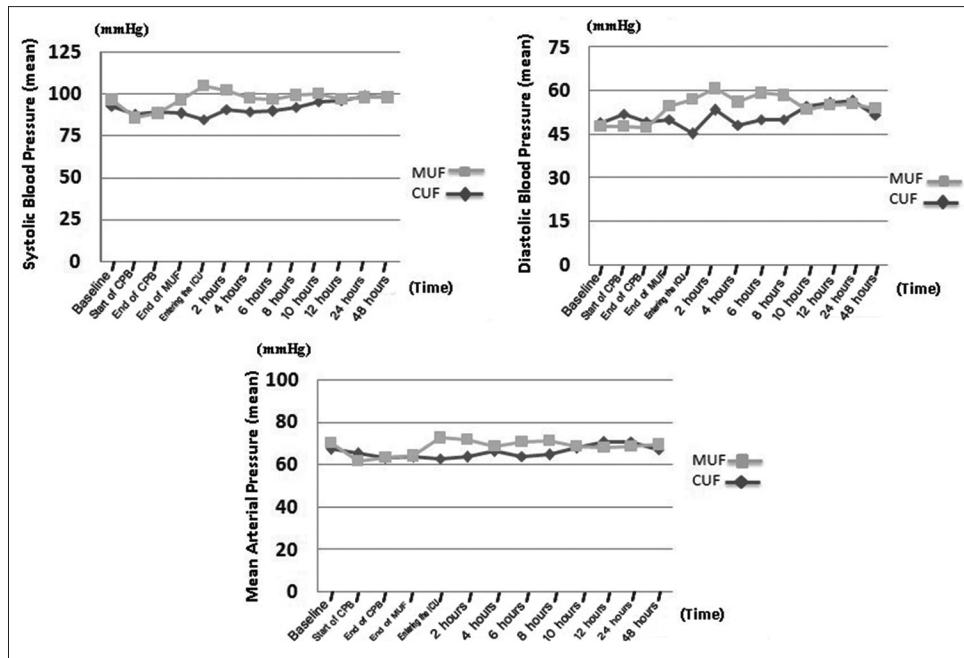 (mmHg)
Systolic Blood Pressure (mean)
125
100
75
50
25
0
MUF
CUF
Baseline
Start of CPB
End of CPB
End of MUF
Entering the ICU
2 hours
4 hours
6 hours
8 hours
10 hours
12 hours
24 hours
48 hours
(Time)
(mmHg)
Diastolic Blood Pressure (mean)
75
60
45
30
15
0
MUF
CUF
Baseline
Start of CPB
End of CPB
End of MUF
Entering the ICU
2 hours
4 hours
6 hours
8 hours
10 hours
12 hours
24 hours
48 hours
(Time)
(mmHg)
Mean Arterial Pressure (mean)
100
80
60
40
20
0
MUF
CUF
Baseline
Start of CPB
End of CPB
End of MUF
Entering the ICU
2 hours
4 hours
6 hours
8 hours
10 hours
12 hours
24 hours
48 hours
(Time)